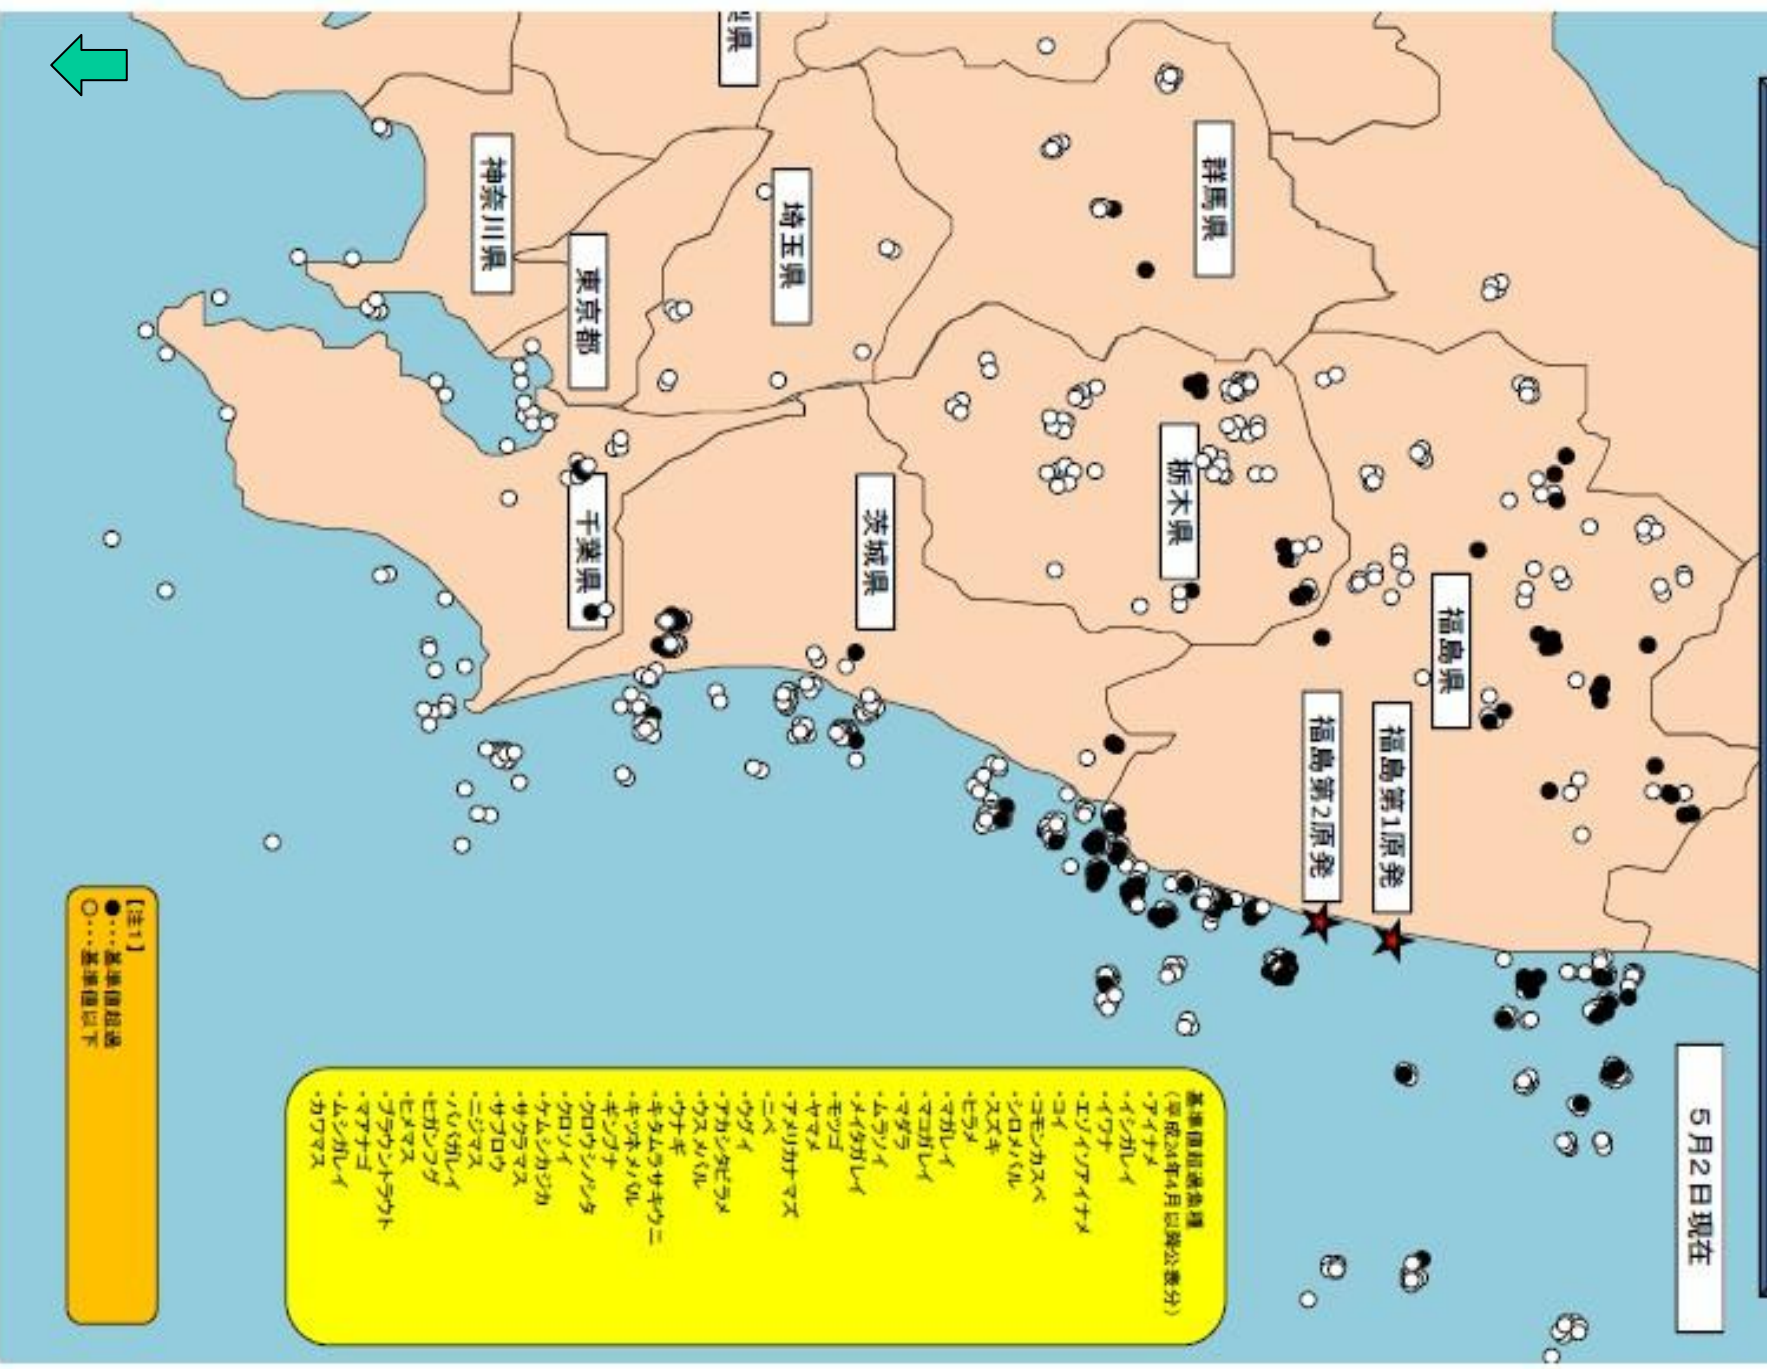 5月2日現在
群馬県
栃木県
福島県
埼玉県
茨城県
東京都
千葉県
神奈川県
福島第1原発
福島第2原発
基準値超過魚種
(平成24年4月以降公表分)
・アイナメ
・イシガレイ
・イワナ
・エゾイソアイナメ
・コイ
・コモンカスベ
・シロメバル
・スズキ
・ヒラメ
・マガレイ
・マコガレイ
・マダラ
・ムラソイ
・メイタガレイ
・モツゴ
・ヤマメ
・アメリカナマズ
・ニベ
・ウグイ
・アカシタビラメ
・ウスメバル
・ウナギ
・キタムラサキウニ
・キツネメバル
・ギンブナ
・クロウシノシタ
・クロソイ
・ケムシカジカ
・サクラマス
・サブロウ
・ニジマス
・ババガレイ
・ヒガンフグ
・ヒメマス
・ブラウントラウト
・マアナゴ
・ムシガレイ
・カワマス
【注1】
●・・・基準値超過
○・・・基準値以下